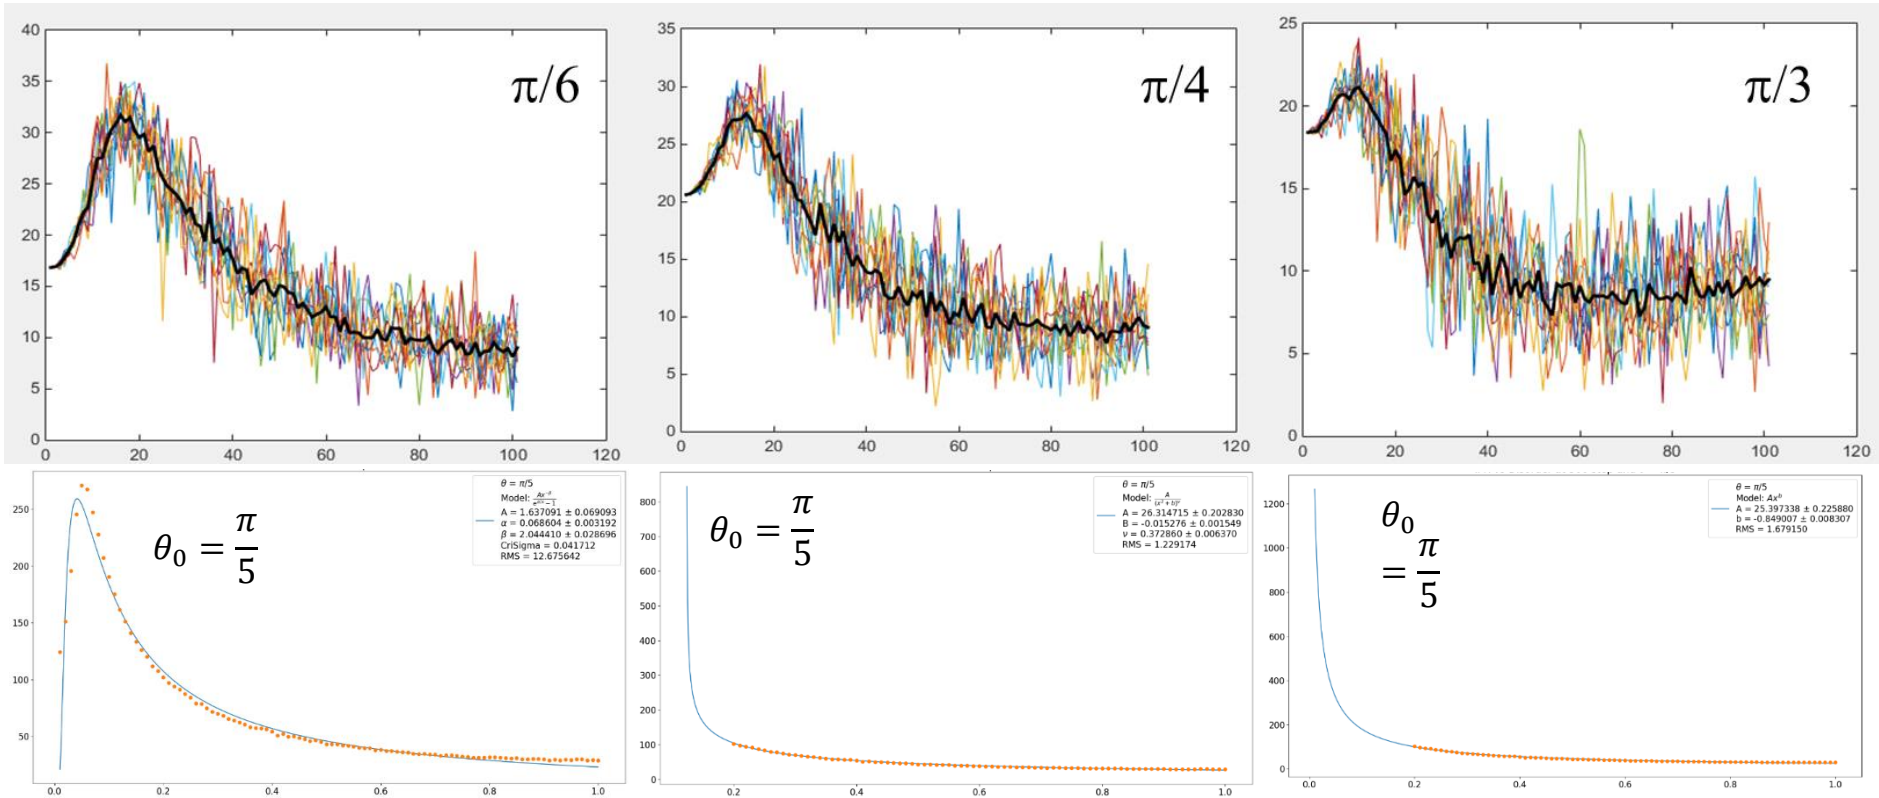 40
35
30
25
20
15
10
5
0
0 20 40 60 80 100 120
π/6
35
30
25
20
15
10
5
0
0 20 40 60 80 100 120
π/4
25
20
15
10
5
0
0 20 40 60 80 100 120
π/3
250
200
150
100
50
0.0 0.2 0.4 0.6 0.8 1.0
θ₀ = π/5
θ = π/5
Model: Ax^-β / (e^(α/x) − 1)
A = 1.637091 ± 0.069093
α = 0.068604 ± 0.003192
β = 2.044410 ± 0.028696
CriSigma = 0.041712
RMS = 12.675642
800
700
600
500
400
300
200
100
0
0.2 0.4 0.6 0.8 1.0
θ₀ = π/5
θ = π/5
Model: A / (x² + b)^ν
A = 26.314715 ± 0.202830
B = -0.015276 ± 0.001549
ν = 0.372860 ± 0.006370
RMS = 1.229174
1200
1000
800
600
400
200
0
0.0 0.2 0.4 0.6 0.8 1.0
θ₀
= π/5
θ = π/5
Model: Ax^b
A = 25.397338 ± 0.225880
b = -0.849007 ± 0.008307
RMS = 1.679150